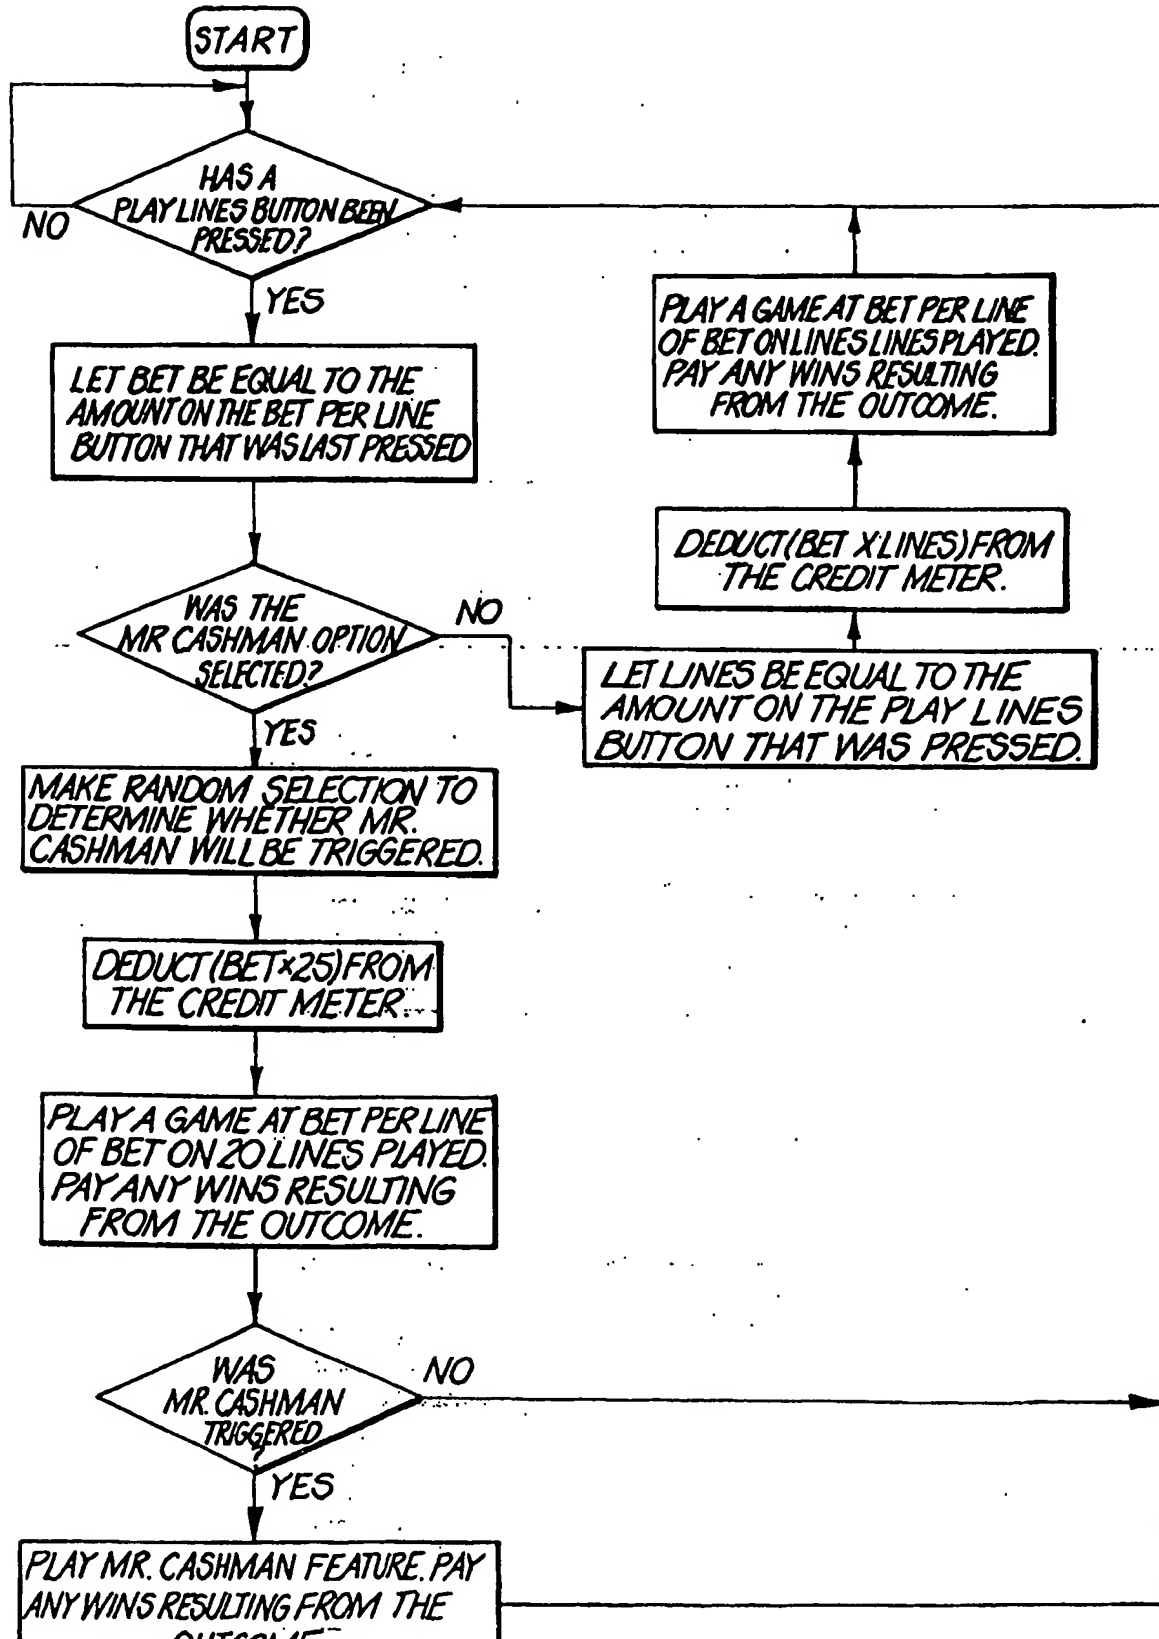 START
HAS A
PLAY LINES BUTTON BEEN
PRESSED?
NO
YES
LET BET BE EQUAL TO THE
AMOUNT ON THE BET PER LINE
BUTTON THAT WAS LAST PRESSED
WAS THE
MR CASHMAN OPTION
SELECTED?
NO
YES
LET LINES BE EQUAL TO THE
AMOUNT ON THE PLAY LINES
BUTTON THAT WAS PRESSED.
DEDUCT (BET X LINES) FROM
THE CREDIT METER.
PLAY A GAME AT BET PER LINE
OF BET ON LINES LINES PLAYED.
PAY ANY WINS RESULTING
FROM THE OUTCOME.
MAKE RANDOM SELECTION TO
DETERMINE WHETHER MR.
CASHMAN WILL BE TRIGGERED.
DEDUCT (BET x 25) FROM
THE CREDIT METER.
PLAY A GAME AT BET PER LINE
OF BET ON 20 LINES PLAYED.
PAY ANY WINS RESULTING
FROM THE OUTCOME.
WAS
MR. CASHMAN
TRIGGERED
?
NO
YES
PLAY MR. CASHMAN FEATURE. PAY
ANY WINS RESULTING FROM THE
OUTCOME